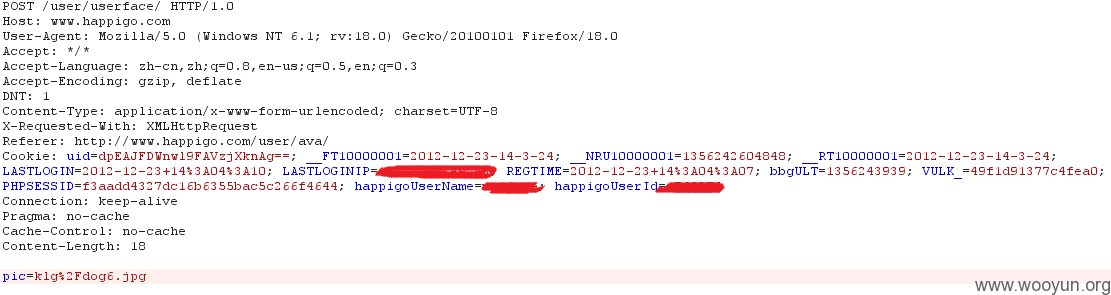 POST /user/userface/ HTTP/1.0
Host: www.happigo.com
User-Agent: Mozilla/5.0 (Windows NT 6.1; rv:18.0) Gecko/20100101 Firefox/18.0
Accept: */*
Accept-Language: zh-cn,zh;q=0.8,en-us;q=0.5,en;q=0.3
Accept-Encoding: gzip, deflate
DNT: 1
Content-Type: application/x-www-form-urlencoded; charset=UTF-8
X-Requested-With: XMLHttpRequest
Referer: http://www.happigo.com/user/ava/
Cookie: uid=dpEAJFDWnwl9FAVzjXknAg==; __FT10000001=2012-12-23-14-3-24; __NRU10000001=1356242604848; __RT10000001=2012-12-23-14-3-24;
LASTLOGIN=2012-12-23+14%3A04%3A10; LASTLOGINIP= REGTIME=2012-12-23+14%3A04%3A07; bbgULT=1356243939; VULK_=49f1d91377c4fea0;
PHPSESSID=f3aadd4327dc16b6355bac5c266f4644; happigoUserName= ; happigoUserId=
Connection: keep-alive
Pragma: no-cache
Cache-Control: no-cache
Content-Length: 18
pic=klg%2Fdog6.jpg
www.wooyun.org